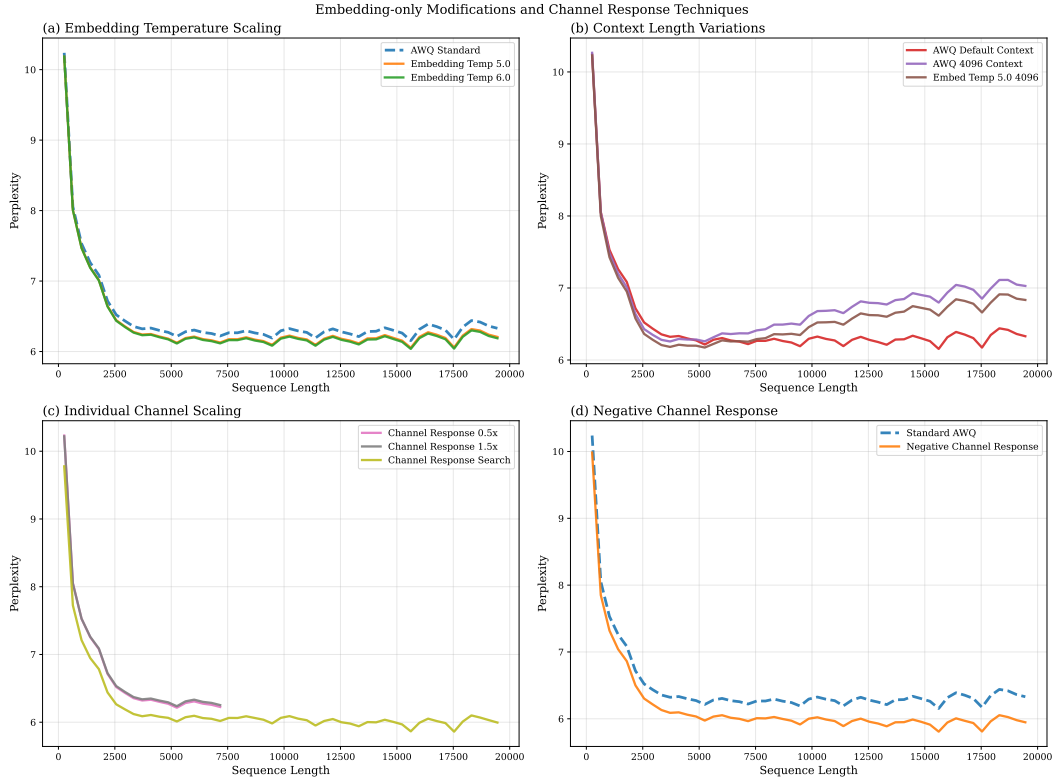 Embedding-only Modifications and Channel Response Techniques
(a) Embedding Temperature Scaling
AWQ Standard
Embedding Temp 5.0
Embedding Temp 6.0
10
9
8
7
6
Perplexity
0 2500 5000 7500 10000 12500 15000 17500 20000
Sequence Length
(b) Context Length Variations
AWQ Default Context
AWQ 4096 Context
Embed Temp 5.0 4096
10
9
8
7
6
Perplexity
0 2500 5000 7500 10000 12500 15000 17500 20000
Sequence Length
(c) Individual Channel Scaling
Channel Response 0.5x
Channel Response 1.5x
Channel Response Search
10
9
8
7
6
Perplexity
0 2500 5000 7500 10000 12500 15000 17500 20000
Sequence Length
(d) Negative Channel Response
Standard AWQ
Negative Channel Response
10
9
8
7
6
Perplexity
0 2500 5000 7500 10000 12500 15000 17500 20000
Sequence Length